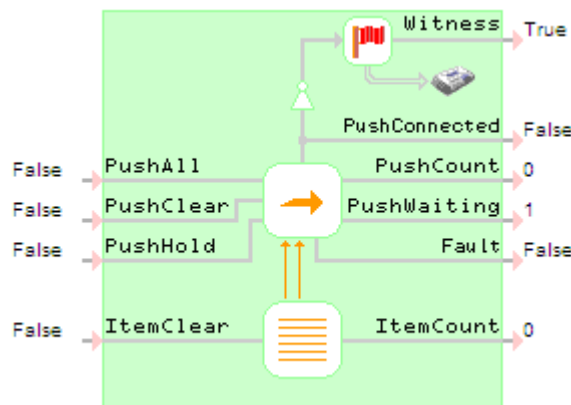 Witness True
PushConnected False
False PushAll PushCount 0
False PushClear PushWaiting 1
False PushHold Fault False
False ItemClear ItemCount 0